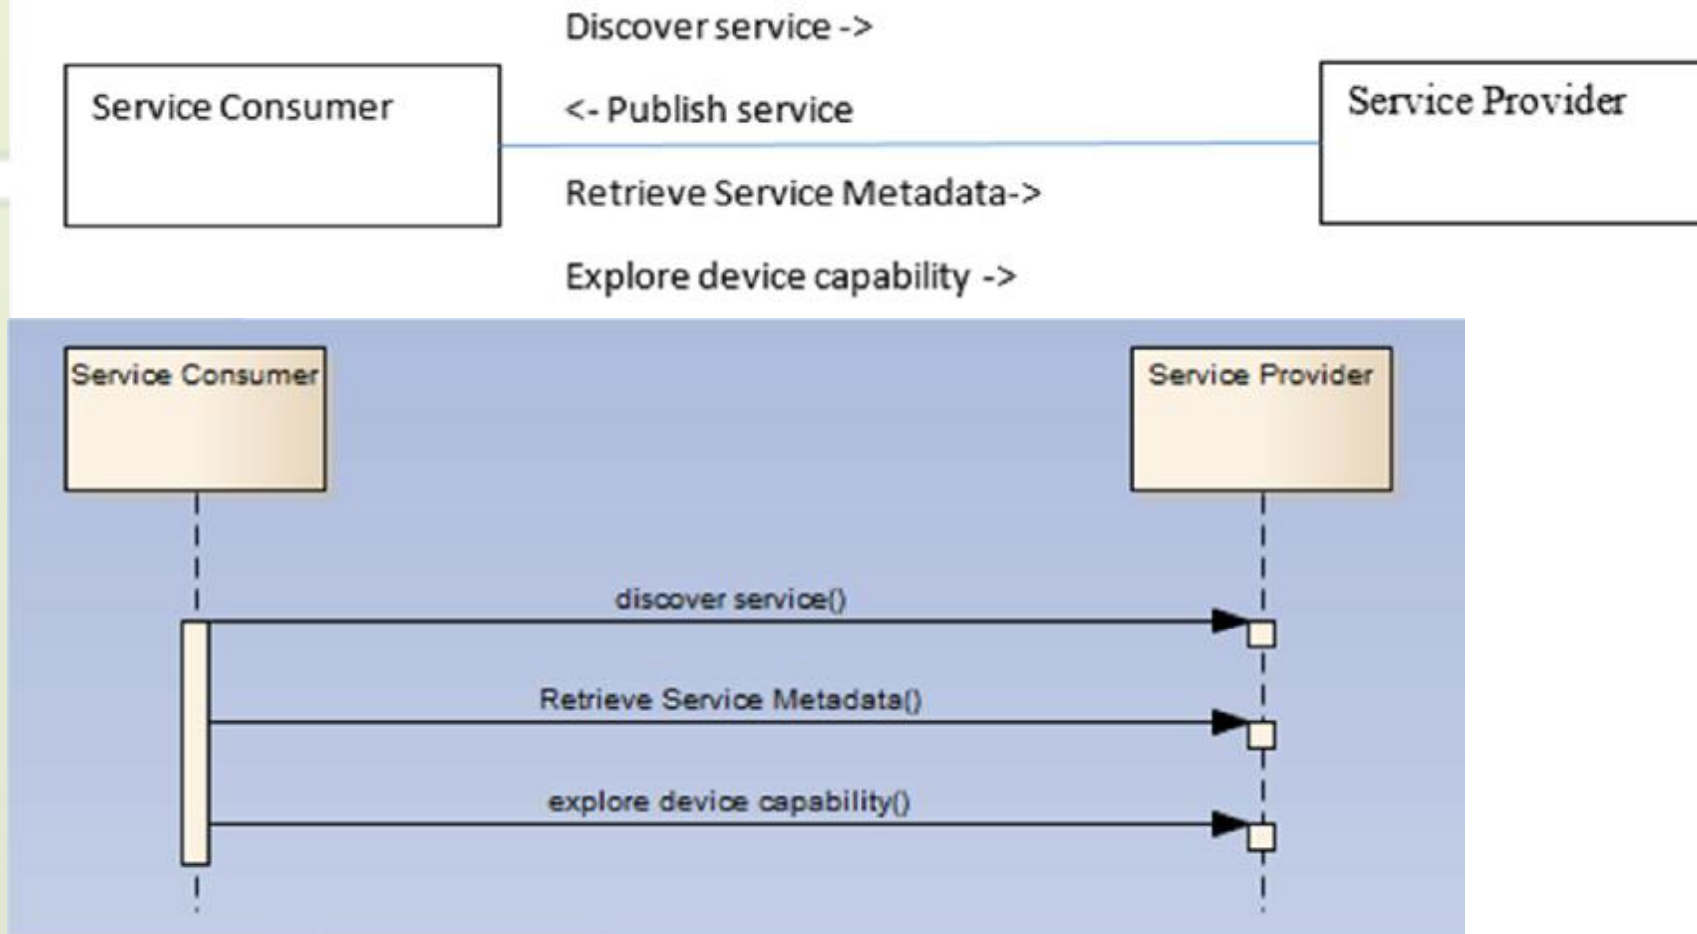 Discover service ->
Service Consumer
<- Publish service
Service Provider
Retrieve Service Metadata->
Explore device capability ->
Service Consumer
Service Provider
discover service()
Retrieve Service Metadata()
explore device capability()